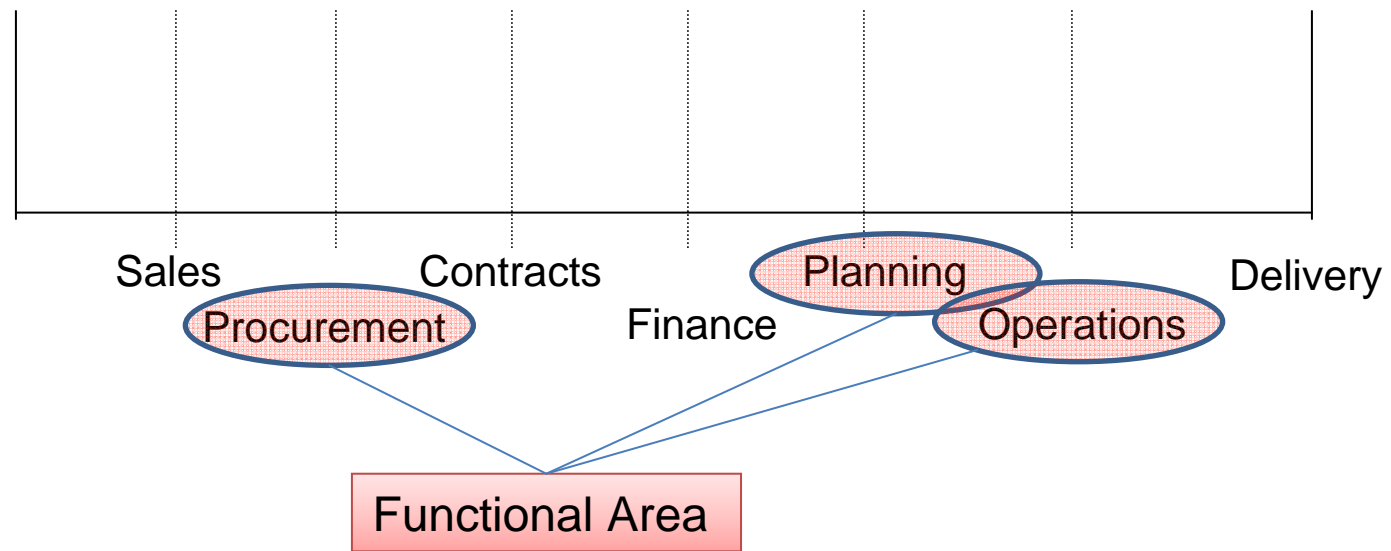 Sales
Contracts
Planning
Delivery
Procurement
Finance
Operations
Functional Area